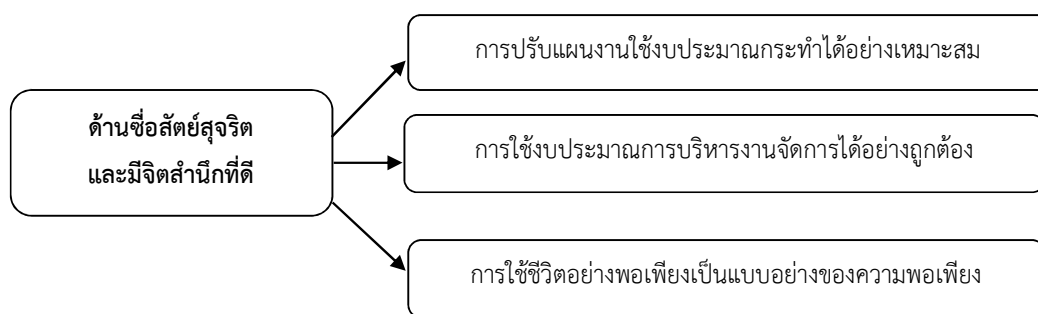 การปรับแผนงานใช้งบประมาณกระทำได้อย่างเหมาะสม
ด้านซื่อสัตย์สุจริต
และมีจิตสำนึกที่ดี
การใช้งบประมาณการบริหารงานจัดการได้อย่างถูกต้อง
การใช้ชีวิตอย่างพอเพียงเป็นแบบอย่างของความพอเพียง